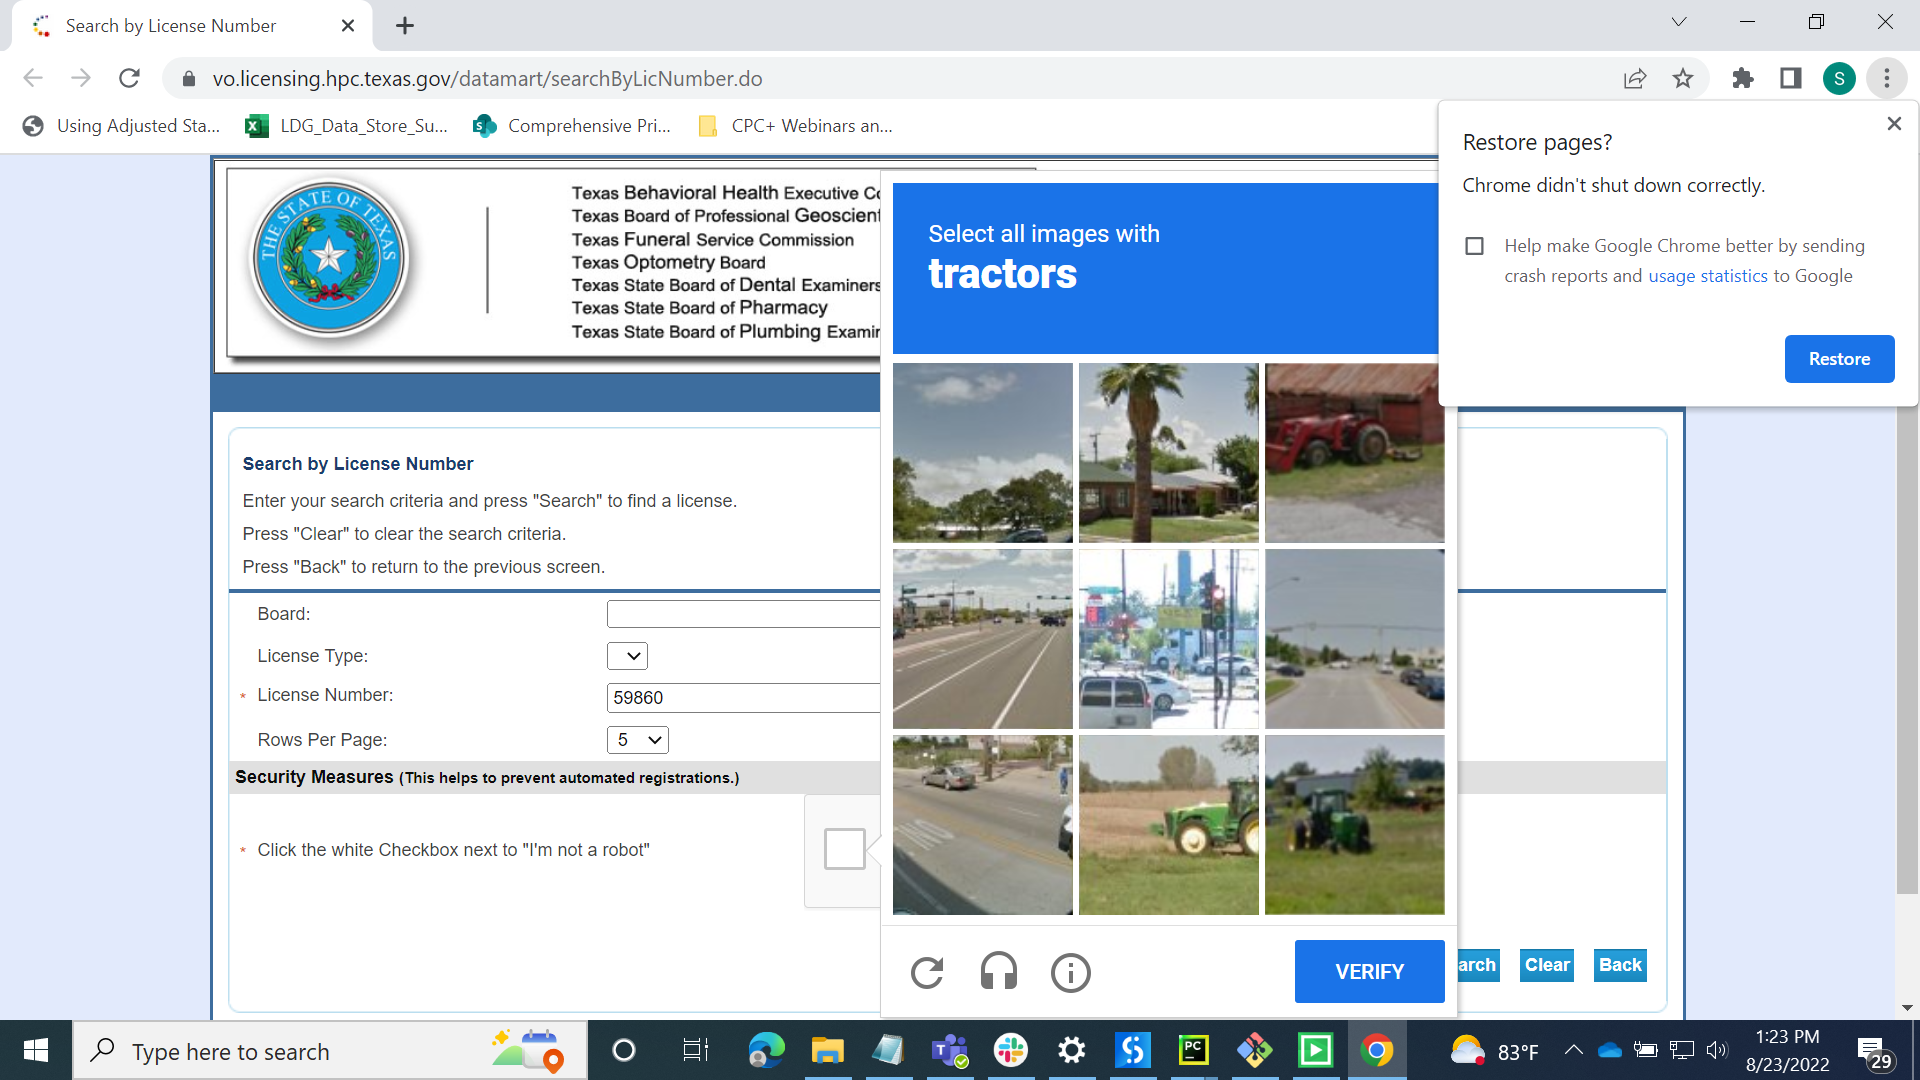 Search by License Number
vo.licensing.hpc.texas.gov/datamart/searchByLicNumber.do
S
Using Adjusted Sta...
LDG_Data_Store_Su...
Comprehensive Pri...
CPC+ Webinars an...
Restore pages?
Chrome didn't shut down correctly.
Help make Google Chrome better by sending
crash reports and usage statistics to Google
Restore
THE STATE OF TEXAS
Texas Behavioral Health Executive
Texas Board of Professional
Texas Funeral Service Commission
Texas Optometry Board
Texas State Board of Dental Examiners
Texas State Board of Pharmacy
Texas State Board of Plumbing
Select all images with
tractors
Search by License Number
Enter your search criteria and press "Search" to find a license.
Press "Clear" to clear the search criteria.
Press "Back" to return to the previous screen.
Board:
License Type:
* License Number:
59860
Rows Per Page:
5
Security Measures (This helps to prevent automated registrations.)
* Click the white Checkbox next to "I'm not a robot"
VERIFY
arch
Clear
Back
Type here to search
PC
83°F
1:23 PM
8/23/2022
29